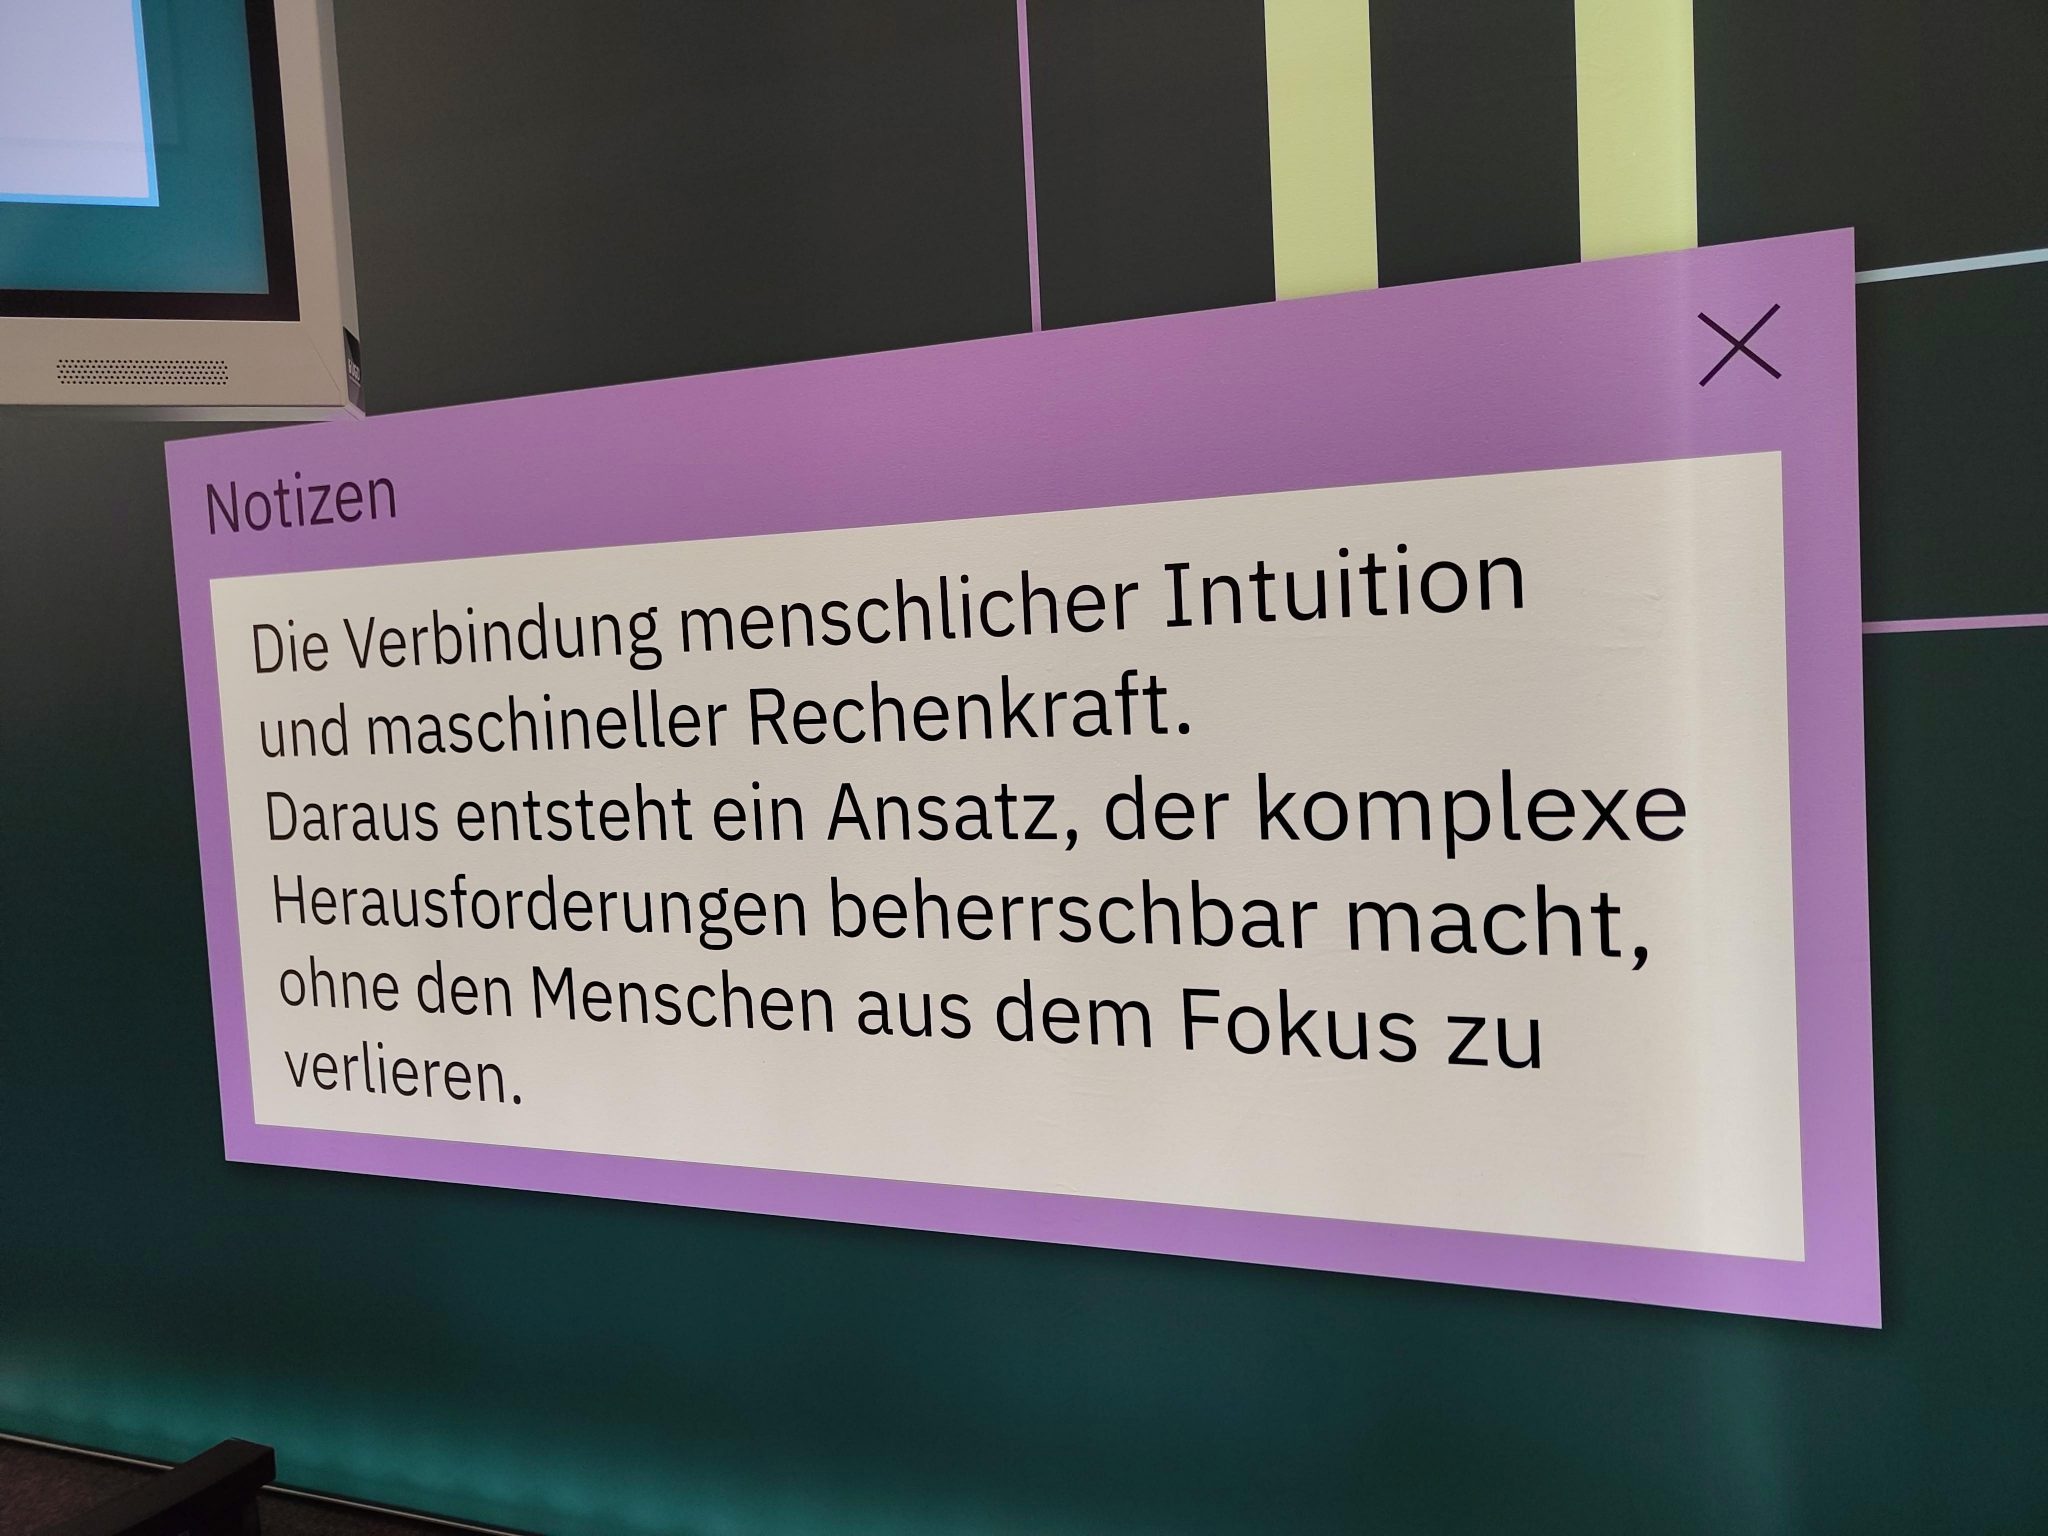 Notizen
Die Verbindung menschlicher Intuition
und maschineller Rechenkraft.
Daraus entsteht ein Ansatz, der komplexe
Herausforderungen beherrschbar macht,
ohne den Menschen aus dem Fokus zu
verlieren.